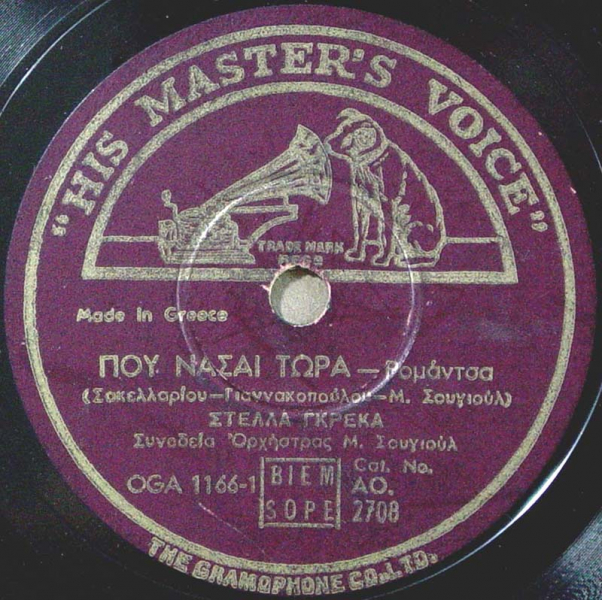 "HIS MASTER'S VOICE"
TRADE MARK
REGD
Made in Greece
ΠΟΥ ΝΑΣΑΙ ΤΩΡΑ – Ρομάντσα
(Σακελλαρίου–Γιαννακοπούλου–Μ. Σουγιούλ)
ΣΤΕΛΛΑ ΓΚΡΕΚΑ
Συνοδεία Ὀρχήστρας Μ. Σουγιούλ
OGA 1166-1
BIEM
SOPE
Cat. No.
AO.
2708
THE GRAMOPHONE CO., LTD.